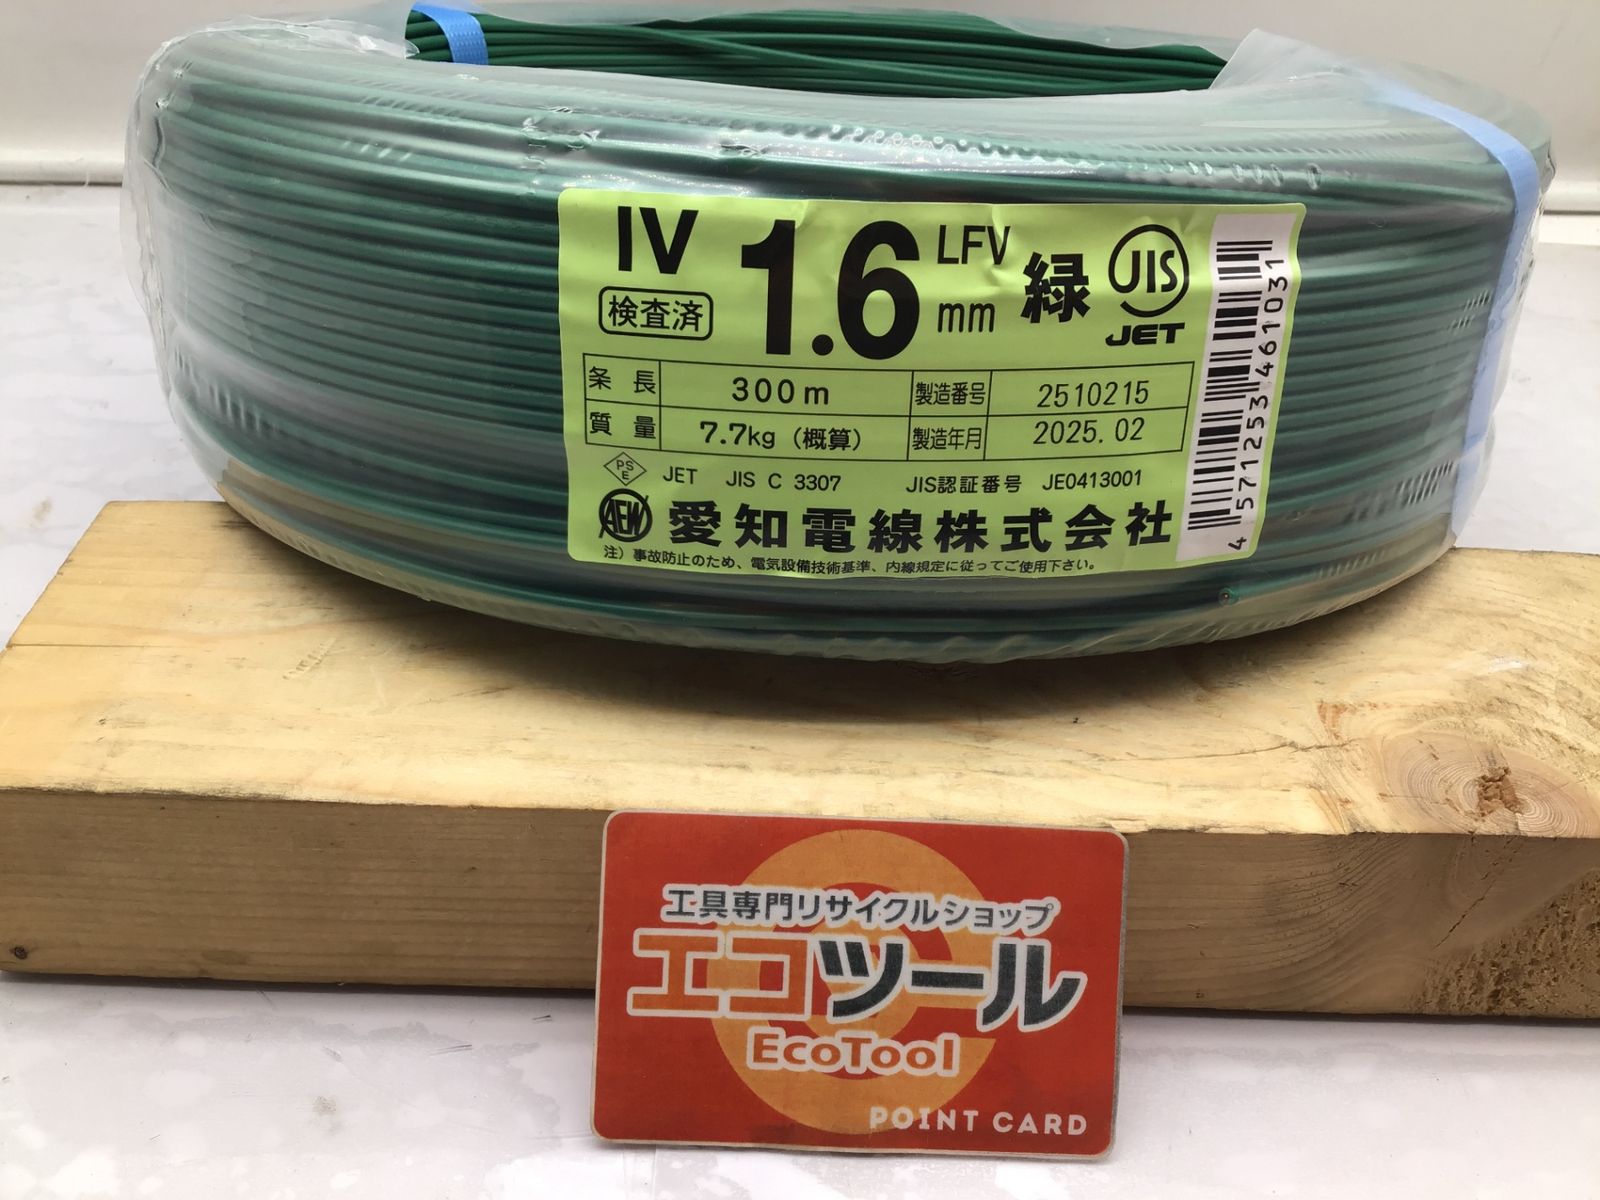 IV 1.6 mm LFV 緑 JIS
検査済
JET
条長 300m 製造番号 2510215
質量 7.7kg（概算） 製造年月 2025.02
PS E JET JIS C 3307 JIS認証番号 JE0413001
AEW 愛知電線株式会社
注）事故防止のため、電気設備技術基準、内線規定に従ってご使用下さい。
4 571253 461031
工具専門リサイクルショップ
エコツール
EcoTool
POINT CARD